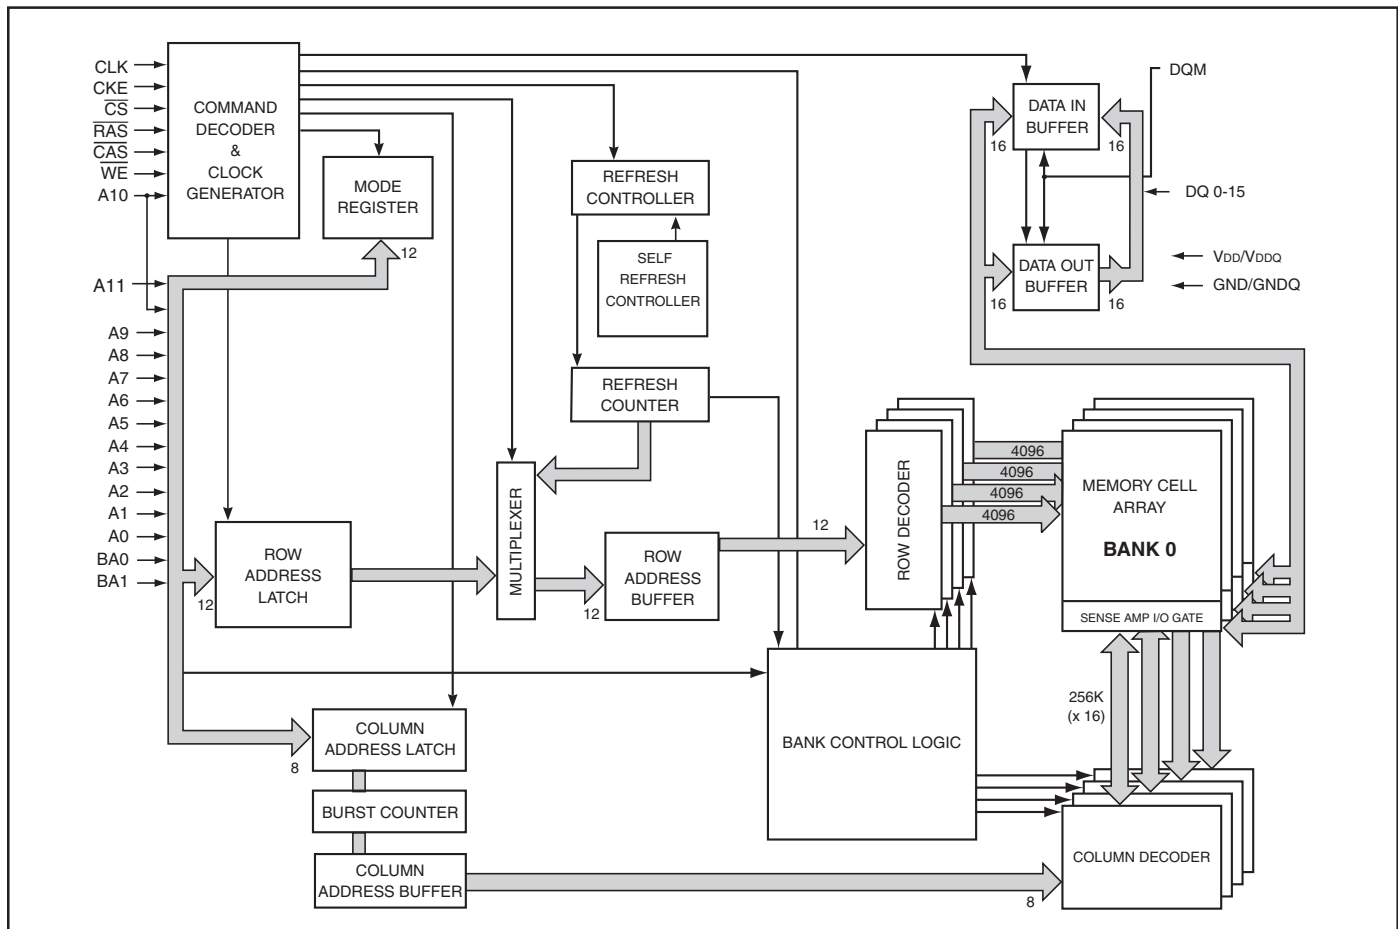 CLK
CKE
CS
RAS
CAS
WE
A10
A11
A9
A8
A7
A6
A5
A4
A3
A2
A1
A0
BA0
BA1
COMMAND
DECODER
&
CLOCK
GENERATOR
MODE
REGISTER
12
REFRESH
CONTROLLER
SELF
REFRESH
CONTROLLER
REFRESH
COUNTER
DATA IN
BUFFER
16
16
DQM
DQ 0-15
DATA OUT
BUFFER
16
16
VDD/VDDQ
GND/GNDQ
12
ROW
ADDRESS
LATCH
MULTIPLEXER
12
ROW
ADDRESS
BUFFER
12
ROW DECODER
4096
4096
4096
4096
MEMORY CELL
ARRAY
BANK 0
SENSE AMP I/O GATE
256K
(x 16)
BANK CONTROL LOGIC
8
COLUMN
ADDRESS LATCH
BURST COUNTER
COLUMN
ADDRESS BUFFER
8
COLUMN DECODER